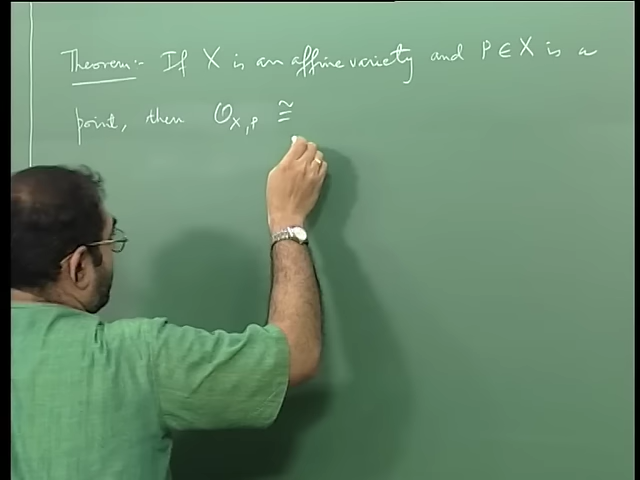 Theorem:- If X is an affine variety and P ∈ X is a
point, then 𝒪_{X,P} ≅